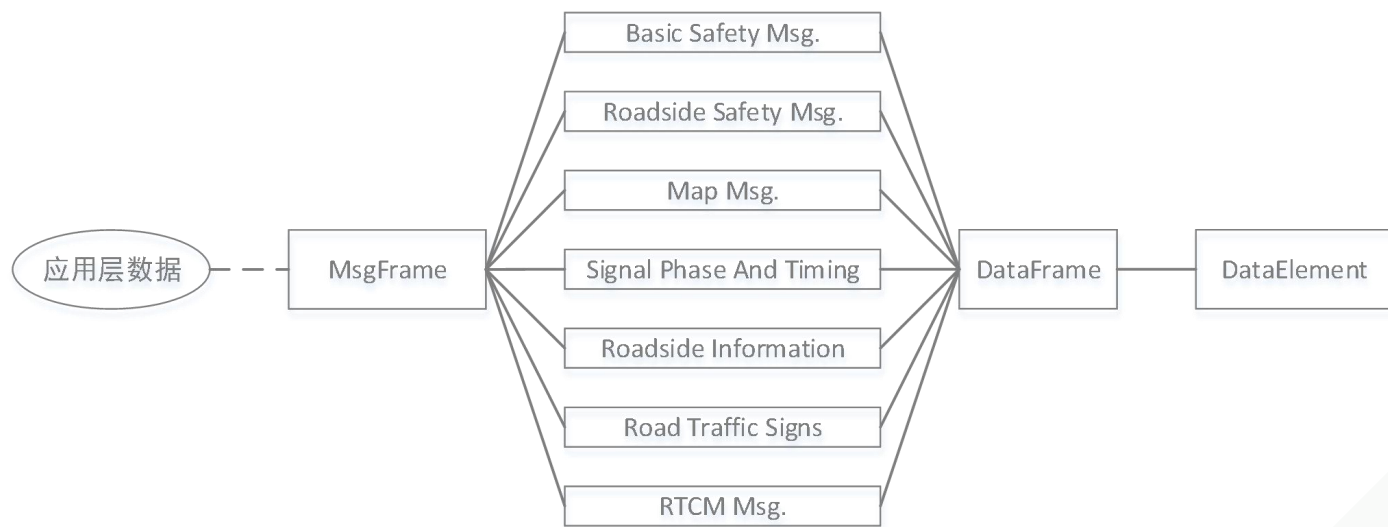 应用层数据
MsgFrame
Basic Safety Msg.
Roadside Safety Msg.
Map Msg.
Signal Phase And Timing
Roadside Information
Road Traffic Signs
RTCM Msg.
DataFrame
DataElement